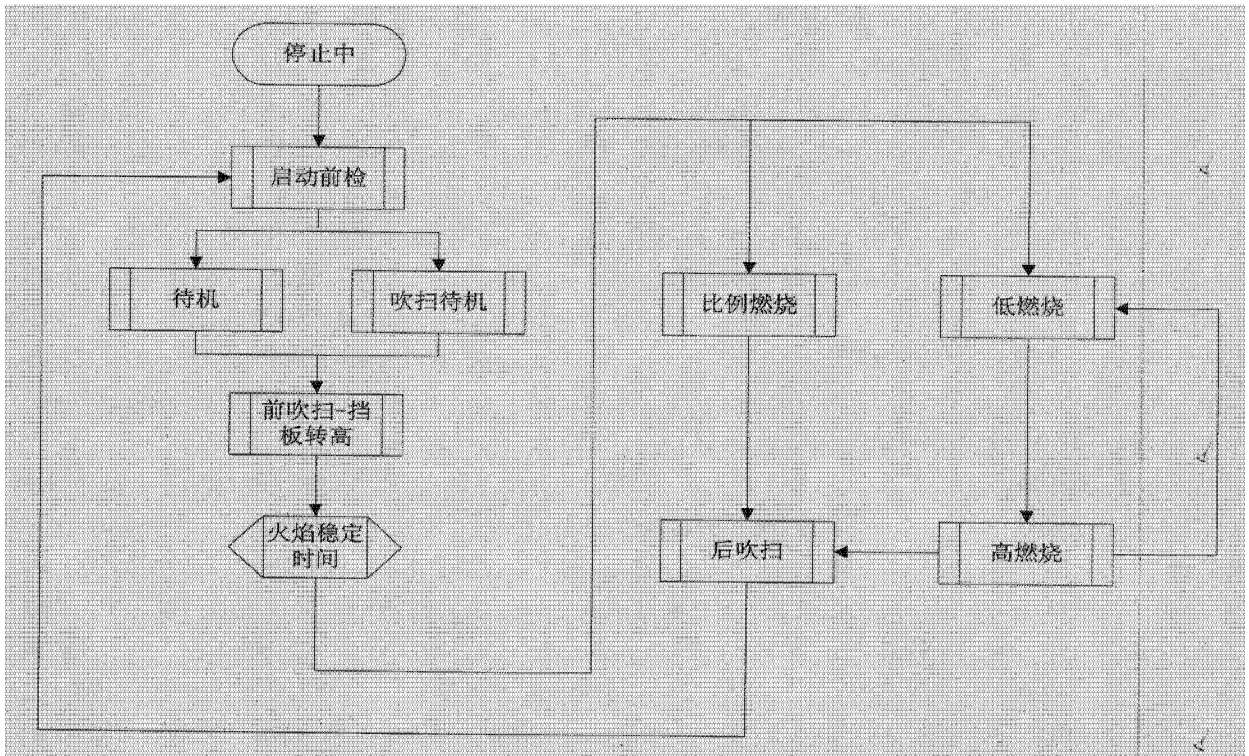 停止中
启动前检
待机
吹扫待机
前吹扫-挡
板转高
火焰稳定
时间
比例燃烧
低燃烧
后吹扫
高燃烧